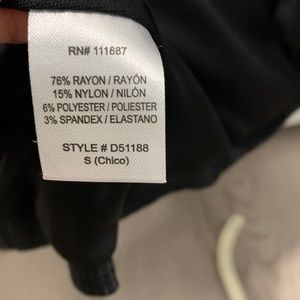 RN# 111887
76% RAYON / RAYÓN
15% NYLON / NILÓN
6% POLYESTER / POLIESTER
3% SPANDEX / ELASTANO
STYLE # D51188
S (Chico)